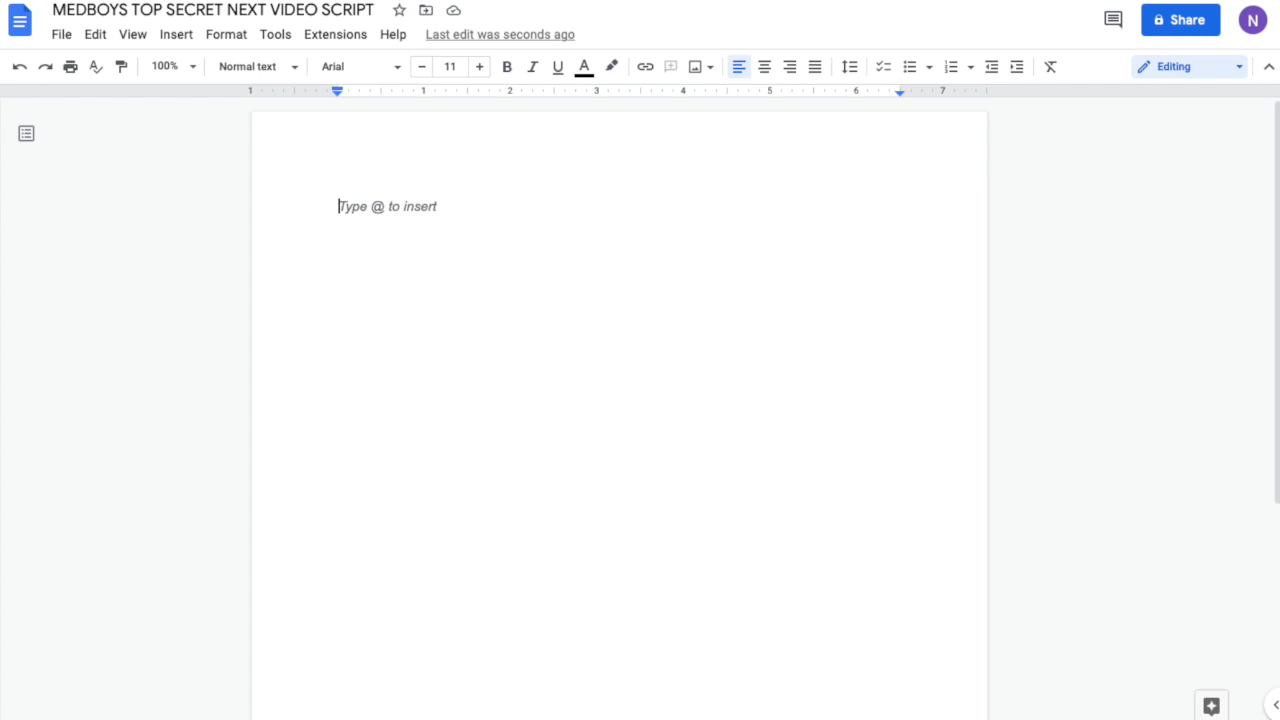 MEDBOYS TOP SECRET NEXT VIDEO SCRIPT
File Edit View Insert Format Tools Extensions Help Last edit was seconds ago
Share
N
100% Normal text Arial 11 B I U A Editing
1 1 2 3 4 5 6 7
Type @ to insert